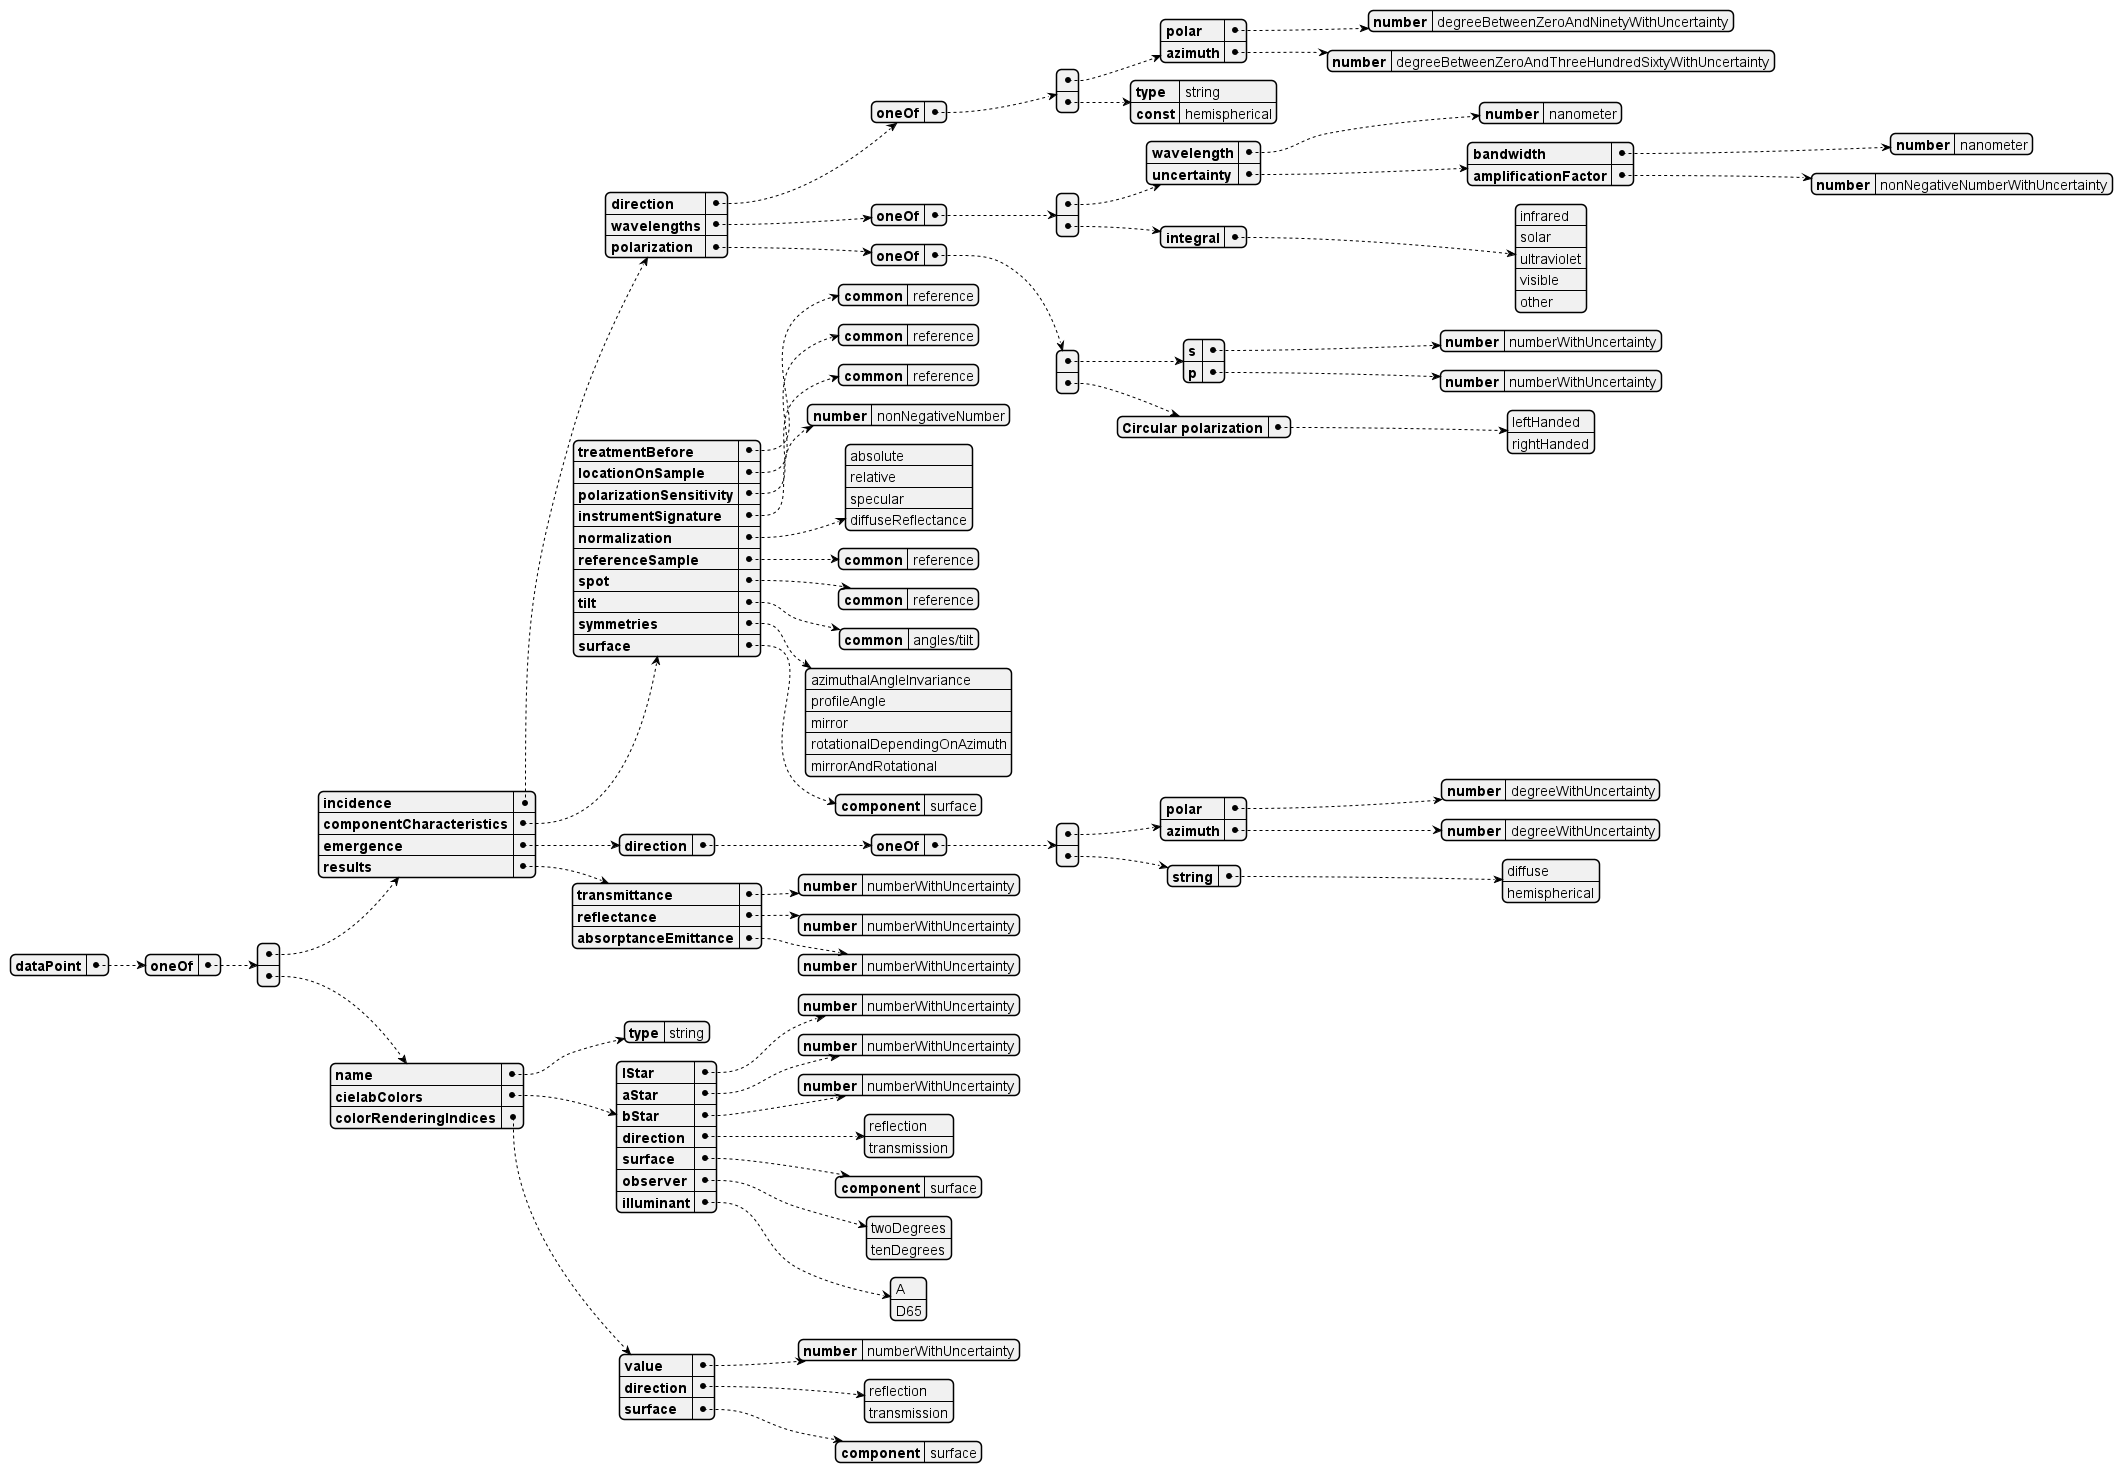 polar
azimuth
number degreeBetweenZeroAndNinetyWithUncertainty
number degreeBetweenZeroAndThreeHundredSixtyWithUncertainty
oneOf
type string
const hemispherical
direction
wavelengths
polarization
oneOf
wavelength
uncertainty
number nanometer
bandwidth
amplificationFactor
number nanometer
number nonNegativeNumberWithUncertainty
integral
infrared
solar
ultraviolet
visible
other
oneOf
s
p
number numberWithUncertainty
number numberWithUncertainty
Circular polarization
leftHanded
rightHanded
treatmentBefore
locationOnSample
polarizationSensitivity
instrumentSignature
normalization
referenceSample
spot
tilt
symmetries
surface
common reference
common reference
common reference
number nonNegativeNumber
absolute
relative
specular
diffuseReflectance
common reference
common reference
common angles/tilt
azimuthalAngleInvariance
profileAngle
mirror
rotationalDependingOnAzimuth
mirrorAndRotational
component surface
incidence
componentCharacteristics
emergence
results
direction
oneOf
polar
azimuth
number degreeWithUncertainty
number degreeWithUncertainty
string
diffuse
hemispherical
transmittance
reflectance
absorptanceEmittance
number numberWithUncertainty
number numberWithUncertainty
number numberWithUncertainty
dataPoint
oneOf
name
cielabColors
colorRenderingIndices
type string
lStar
aStar
bStar
direction
surface
observer
illuminant
number numberWithUncertainty
number numberWithUncertainty
number numberWithUncertainty
reflection
transmission
component surface
twoDegrees
tenDegrees
A
D65
value
direction
surface
number numberWithUncertainty
reflection
transmission
component surface